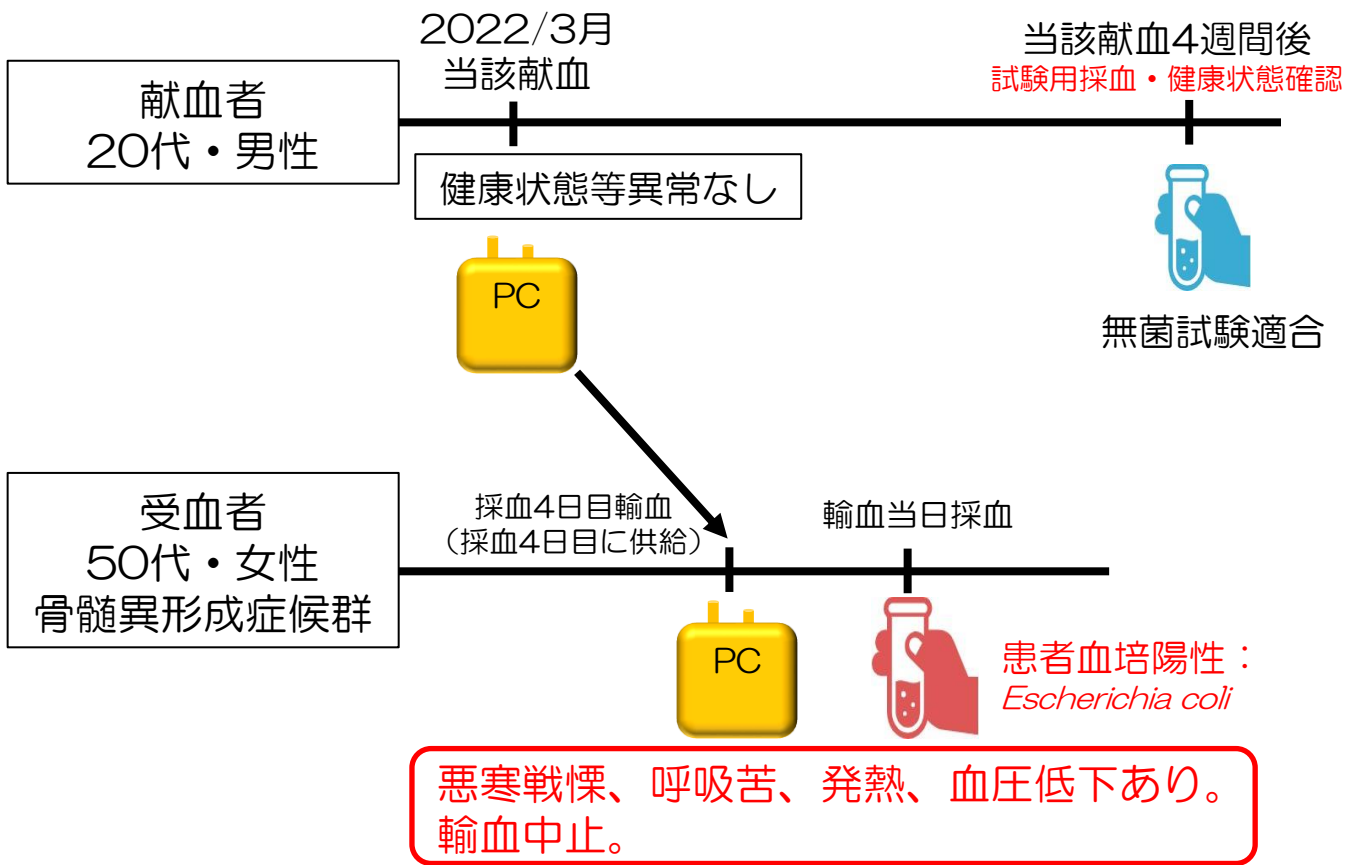 2022/3月
当該献血
当該献血4週間後
試験用採血・健康状態確認
献血者
20代・男性
健康状態等異常なし
PC
無菌試験適合
受血者
50代・女性
骨髄異形成症候群
採血4日目輸血
（採血4日目に供給）
輸血当日採血
PC
患者血培陽性：
Escherichia coli
悪寒戦慄、呼吸苦、発熱、血圧低下あり。
輸血中止。